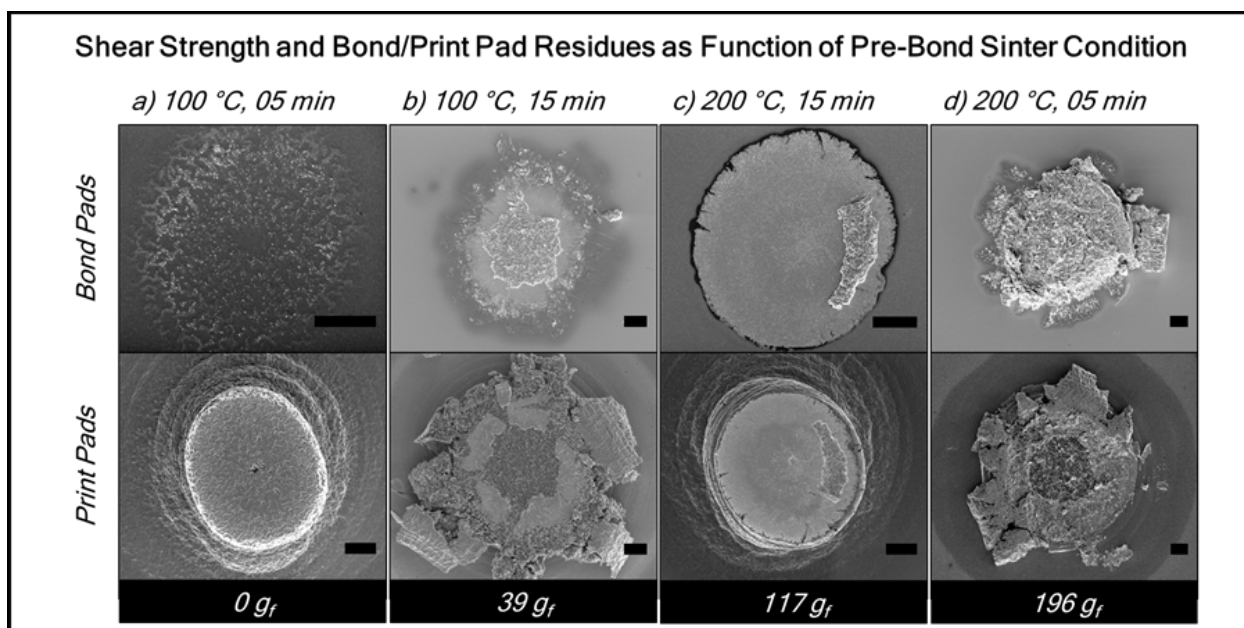 Shear Strength and Bond/Print Pad Residues as Function of Pre-Bond Sinter Condition
a) 100 °C, 05 min
b) 100 °C, 15 min
c) 200 °C, 15 min
d) 200 °C, 05 min
Bond Pads
Print Pads
0 gf
39 gf
117 gf
196 gf